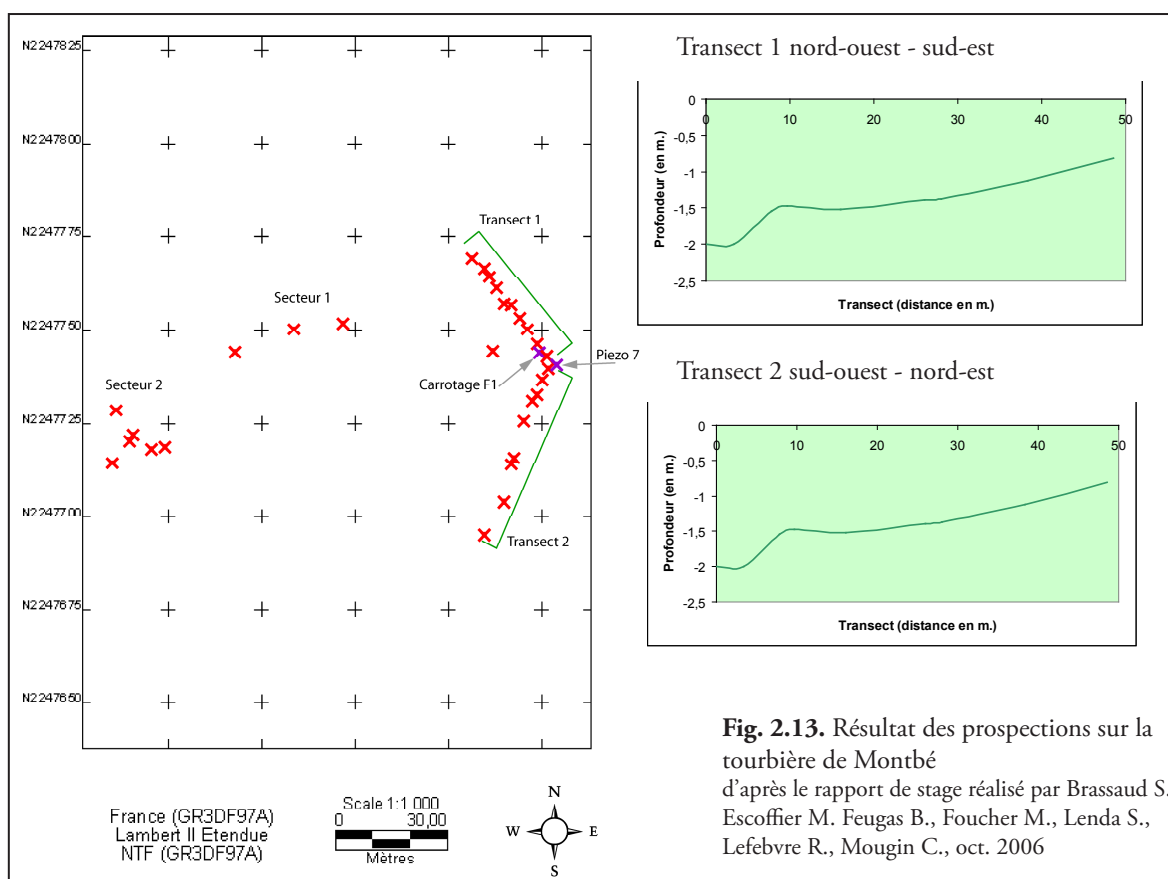 N2247825
N2247800
N2247775
N2247750
N2247725
N2247700
N2247675
N2247650
Transect 1
Secteur 1
Piezo 7
Carrotage F1
Secteur 2
Transect 2
France (GR3DF97A)
Lambert II Etendue
NTF (GR3DF97A)
Scale 1:1 000
0 30,00
Mètres
N
W E
S
Transect 1 nord-ouest - sud-est
0
-0,5
-1
-1,5
-2
-2,5
0 10 20 30 40 50
Profondeur (en m.)
Transect (distance en m.)
Transect 2 sud-ouest - nord-est
0
-0,5
-1
-1,5
-2
-2,5
0 10 20 30 40 50
Profondeur (en m.)
Transect (distance en m.)
Fig. 2.13. Résultat des prospections sur la
tourbière de Montbé
d'après le rapport de stage réalisé par Brassaud S.
Escoffier M. Feugas B., Foucher M., Lenda S.,
Lefebvre R., Mougin C., oct. 2006